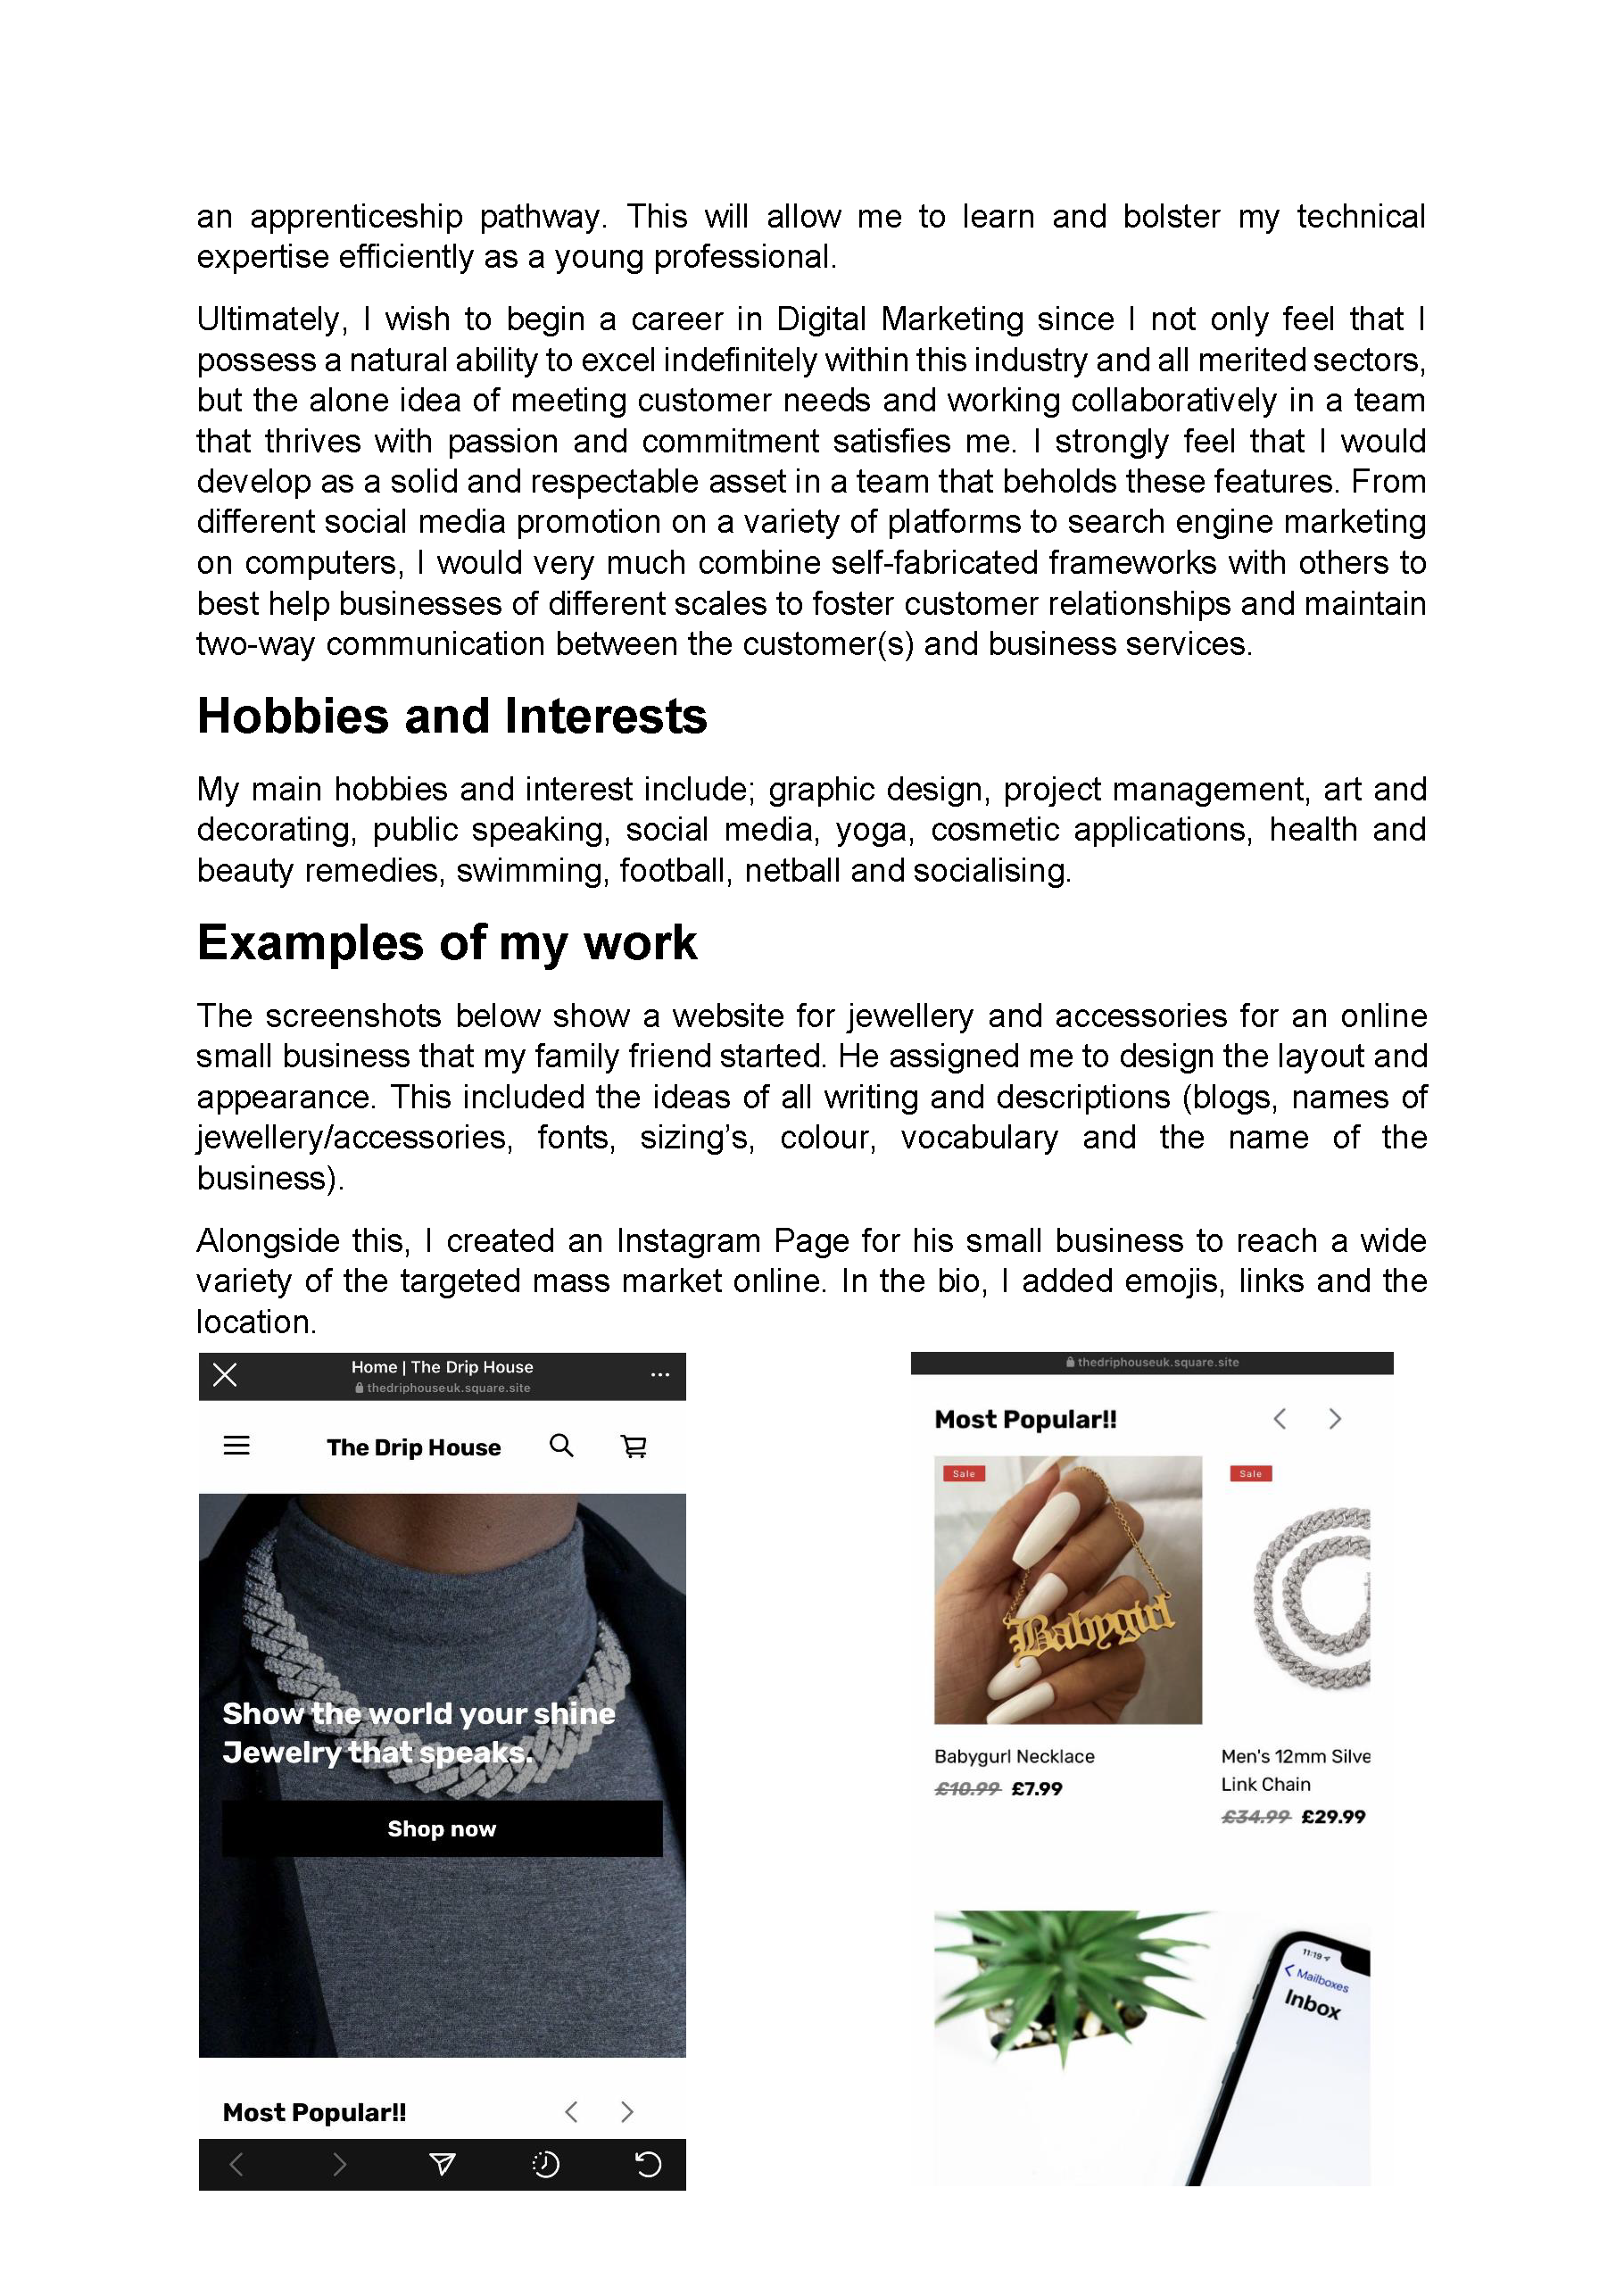 an apprenticeship pathway. This will allow me to learn and bolster my technical
expertise efficiently as a young professional.
Ultimately, I wish to begin a career in Digital Marketing since I not only feel that I
possess a natural ability to excel indefinitely within this industry and all merited sectors,
but the alone idea of meeting customer needs and working collaboratively in a team
that thrives with passion and commitment satisfies me. I strongly feel that I would
develop as a solid and respectable asset in a team that beholds these features. From
different social media promotion on a variety of platforms to search engine marketing
on computers, I would very much combine self-fabricated frameworks with others to
best help businesses of different scales to foster customer relationships and maintain
two-way communication between the customer(s) and business services.
Hobbies and Interests
My main hobbies and interest include; graphic design, project management, art and
decorating, public speaking, social media, yoga, cosmetic applications, health and
beauty remedies, swimming, football, netball and socialising.
Examples of my work
The screenshots below show a website for jewellery and accessories for an online
small business that my family friend started. He assigned me to design the layout and
appearance. This included the ideas of all writing and descriptions (blogs, names of
jewellery/accessories, fonts, sizing’s, colour, vocabulary and the name of the
business).
Alongside this, I created an Instagram Page for his small business to reach a wide
variety of the targeted mass market online. In the bio, I added emojis, links and the
location.
Home | The Drip House
thedriphouseuk.square.site
The Drip House
Show the world your shine
Jewelry that speaks.
Shop now
Most Popular!!
thedriphouseuk.square.site
Most Popular!!
Sale
Sale
Babygirl
Babygurl Necklace
£10.99 £7.99
Men's 12mm Silve
Link Chain
£34.99 £29.99
11:19
Mailboxes
Inbox